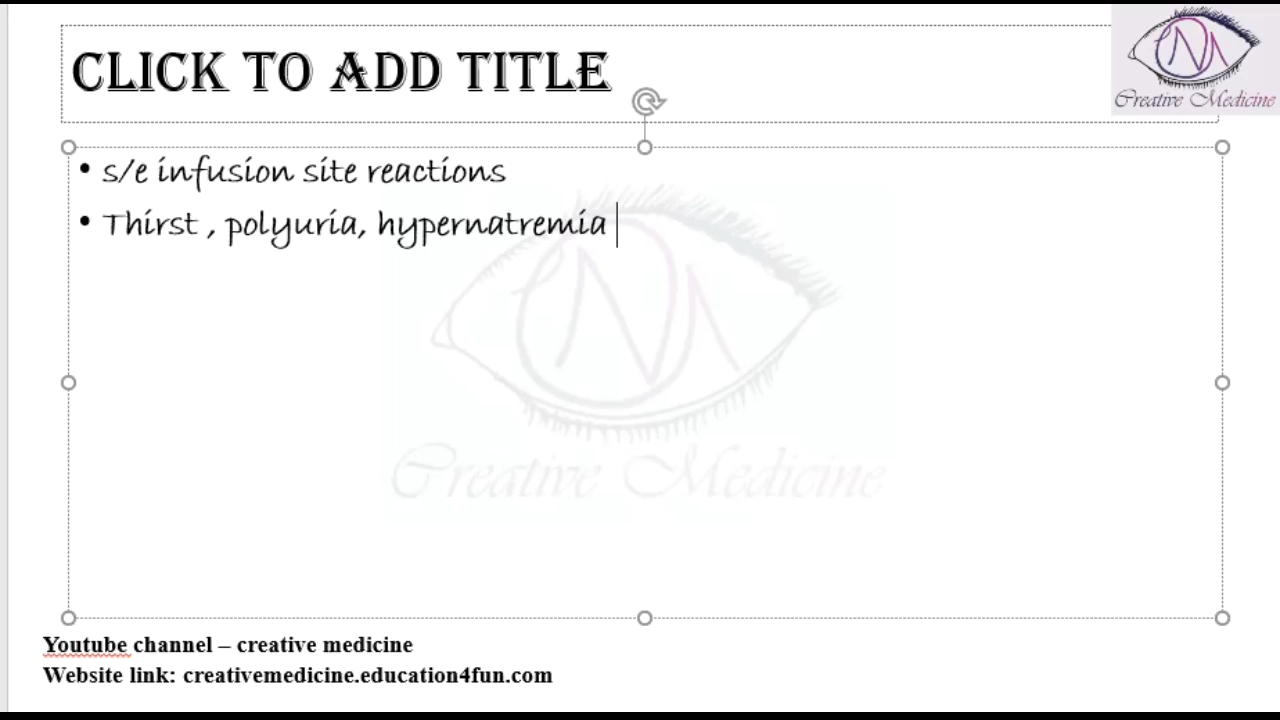 CLICK TO ADD TITLE
Creative Medicine
• s/e infusion site reactions
• Thirst , polyuria, hypernatremia
Creative Medicine
Youtube channel – creative medicine
Website link: creativemedicine.education4fun.com